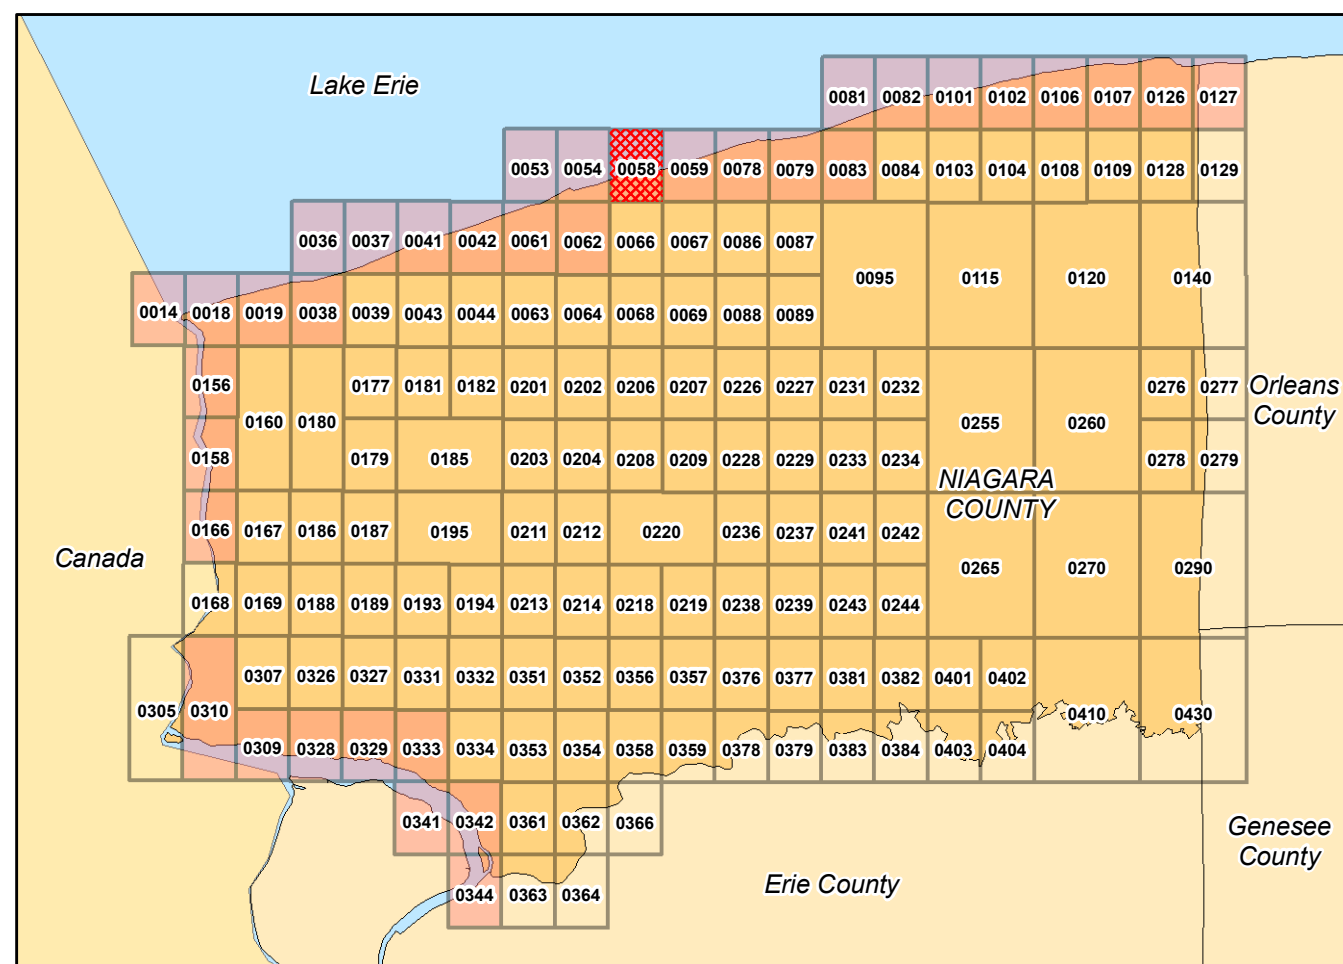 Lake Erie
0081 0082 0101 0102 0106 0107 0126 0127
0053 0054 0058 0059 0078 0079 0083 0084 0103 0104 0108 0109 0128 0129
0036 0037 0041 0042 0061 0062 0066 0067 0086 0087
0095 0115 0120 0140
0014 0018 0019 0038 0039 0043 0044 0063 0064 0068 0069 0088 0089
0156 0177 0181 0182 0201 0202 0206 0207 0226 0227 0231 0232 0276 0277
Orleans
County
0160 0180 0255 0260
0158 0179 0185 0203 0204 0208 0209 0228 0229 0233 0234 0278 0279
NIAGARA
COUNTY
0166 0167 0186 0187 0195 0211 0212 0220 0236 0237 0241 0242
Canada
0265 0270 0290
0168 0169 0188 0189 0193 0194 0213 0214 0218 0219 0238 0239 0243 0244
0307 0326 0327 0331 0332 0351 0352 0356 0357 0376 0377 0381 0382 0401 0402
0305 0310 0410 0430
0309 0328 0329 0333 0334 0353 0354 0358 0359 0378 0379 0383 0384 0403 0404
0341 0342 0361 0362 0366
Genesee
County
Erie County
0344 0363 0364